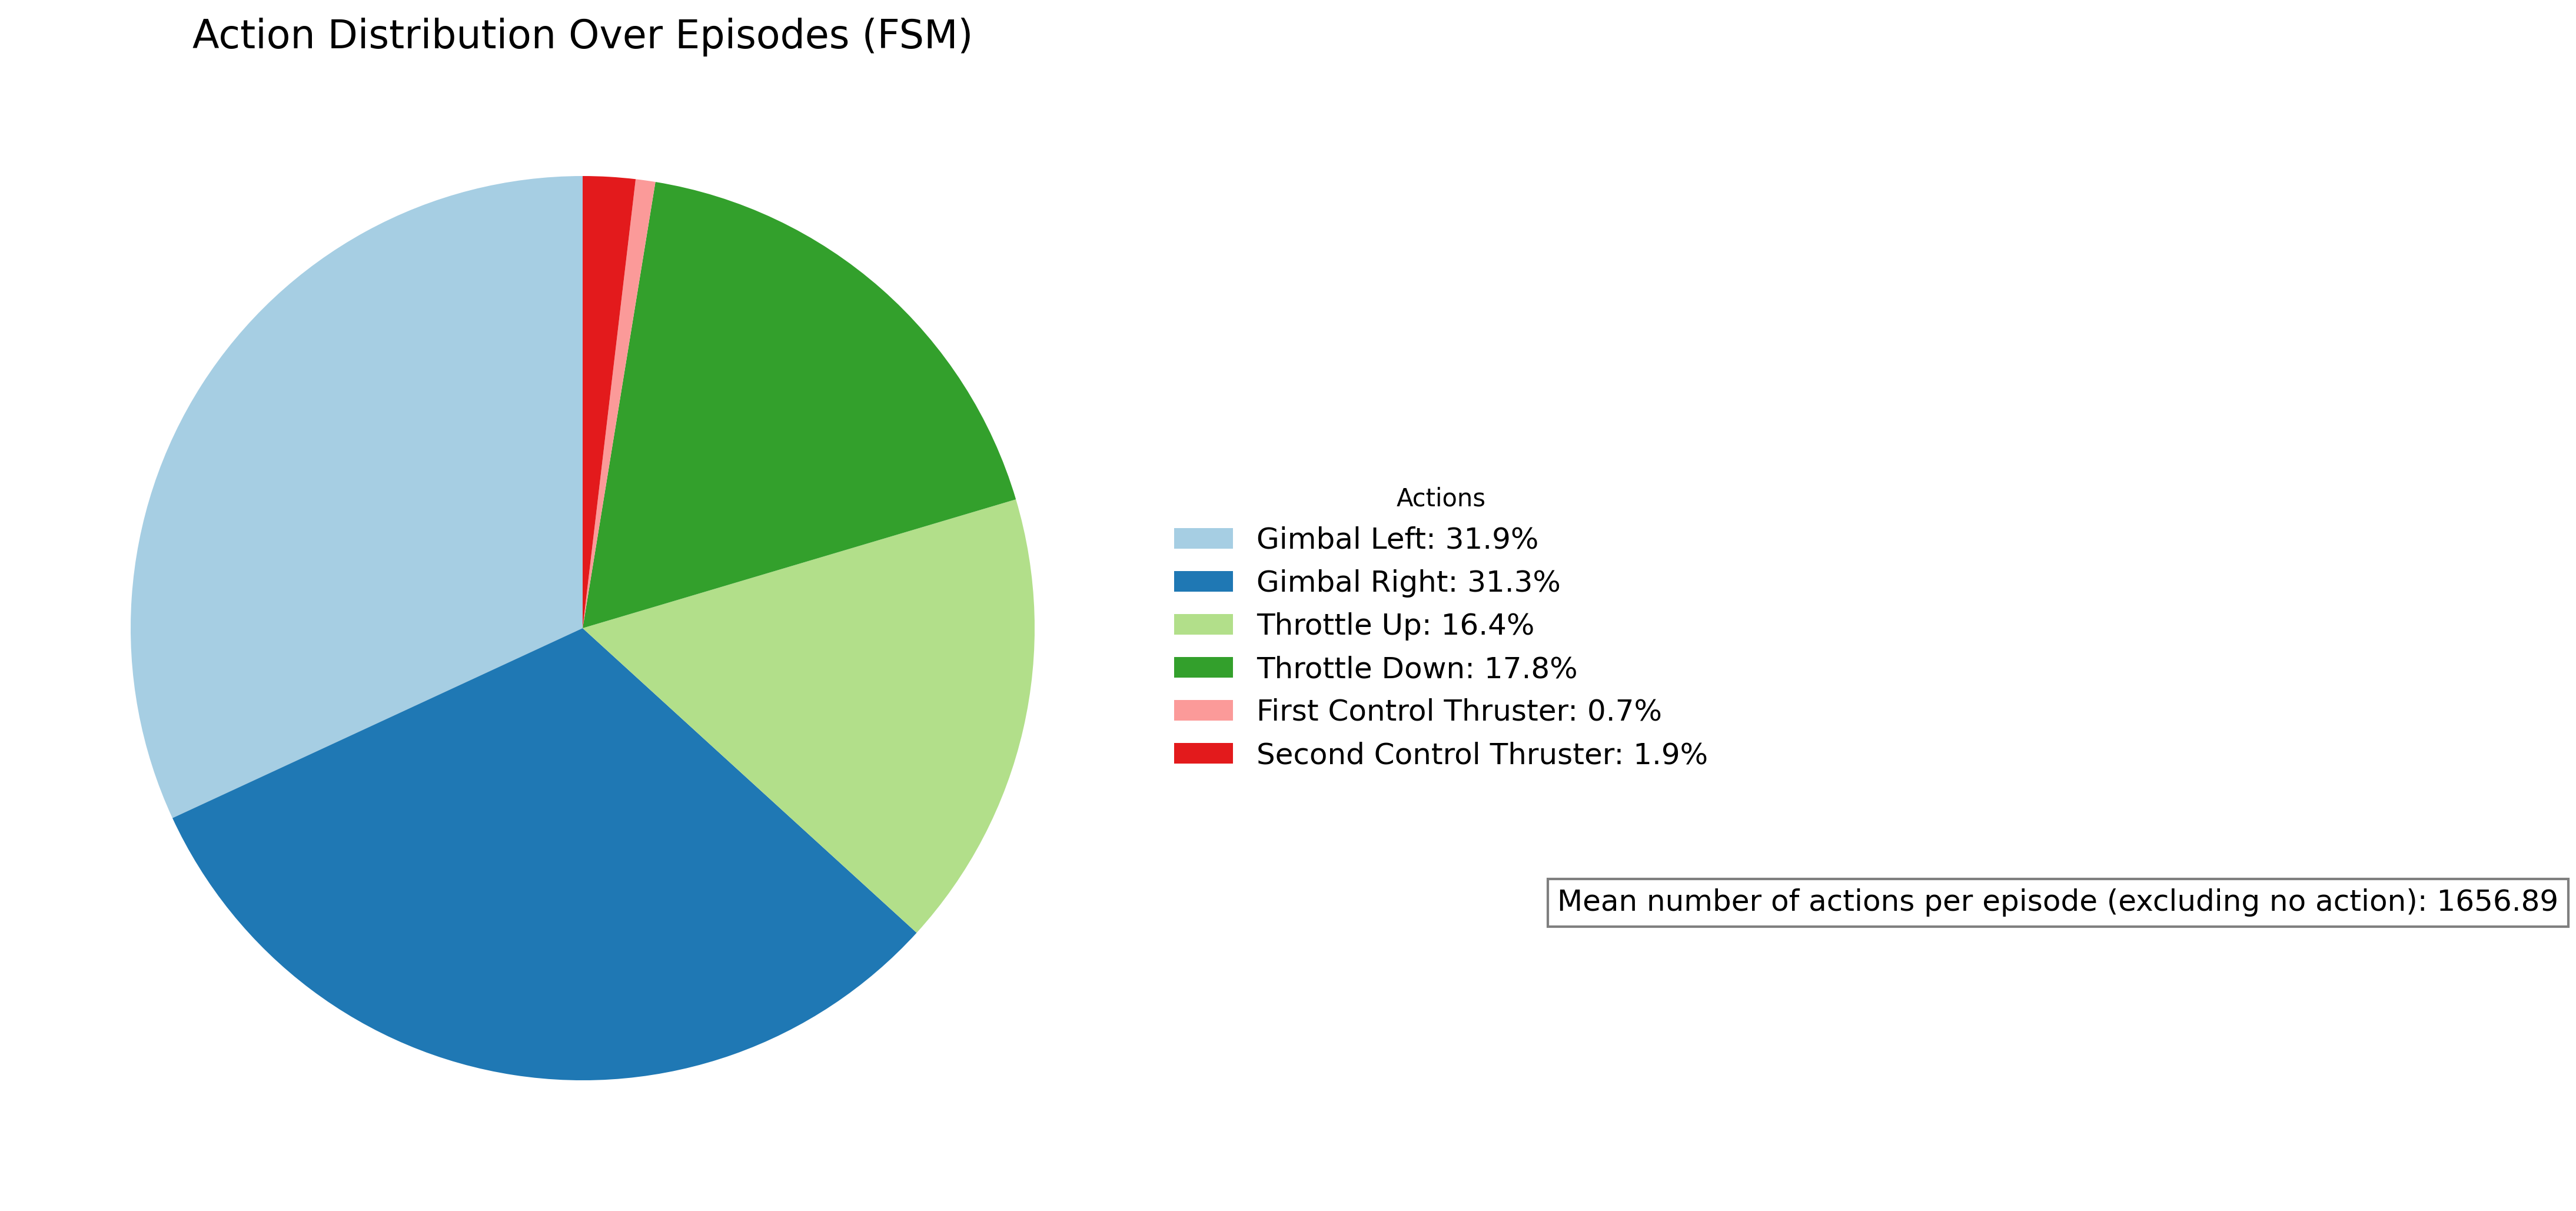 Action Distribution Over Episodes (FSM)
Actions
Gimbal Left: 31.9%
Gimbal Right: 31.3%
Throttle Up: 16.4%
Throttle Down: 17.8%
First Control Thruster: 0.7%
Second Control Thruster: 1.9%
Mean number of actions per episode (excluding no action): 1656.89